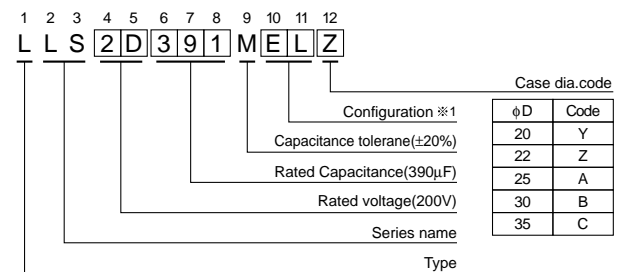 1 2 3 4 5 6 7 8 9 10 11 12
L L S 2 D 3 9 1 M E L Z
Case dia.code
Configuration ※1
Capacitance tolerane(±20%)
Rated Capacitance(390µF)
Rated voltage(200V)
Series name
Type
φD Code
20 Y
22 Z
25 A
30 B
35 C